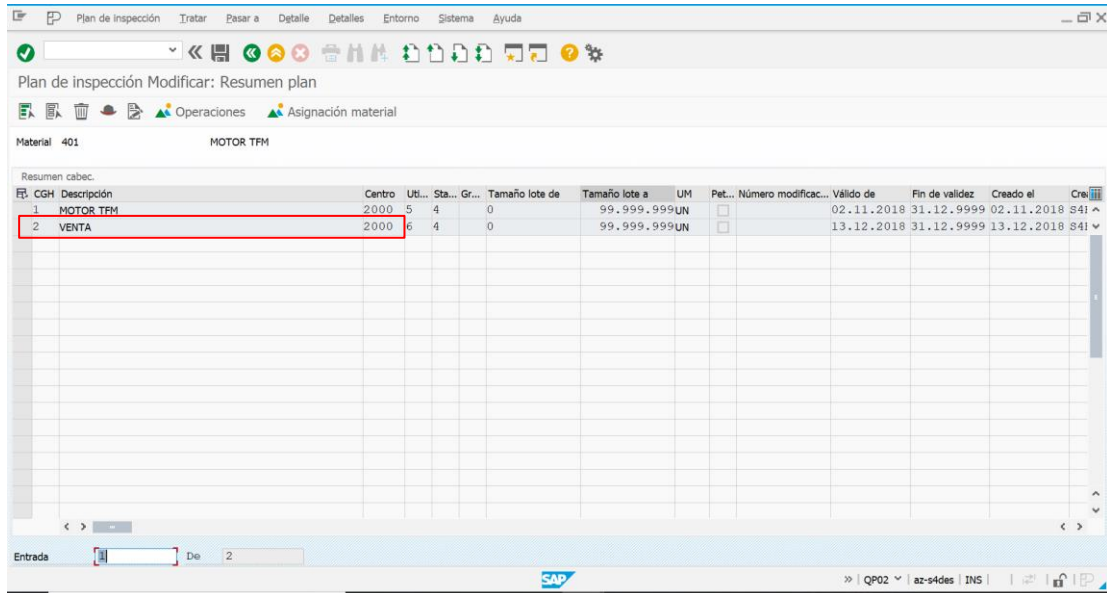 Plan de inspección Tratar Pasar a Detalle Detalles Entorno Sistema Ayuda
Plan de inspección Modificar: Resumen plan
Operaciones Asignación material
Material 401 MOTOR TFM
Resumen cabec.
CGH Descripción Centro Uti... Sta... Gr... Tamaño lote de Tamaño lote a UM Pet... Número modificac... Válido de Fin de validez Creado el Crea
1 MOTOR TFM 2000 5 4 0 99.999.999 UN 02.11.2018 31.12.9999 02.11.2018
2 VENTA 2000 6 4 0 99.999.999 UN 13.12.2018 31.12.9999 13.12.2018
Entrada 1 De 2
SAP QP02 az-s4des INS